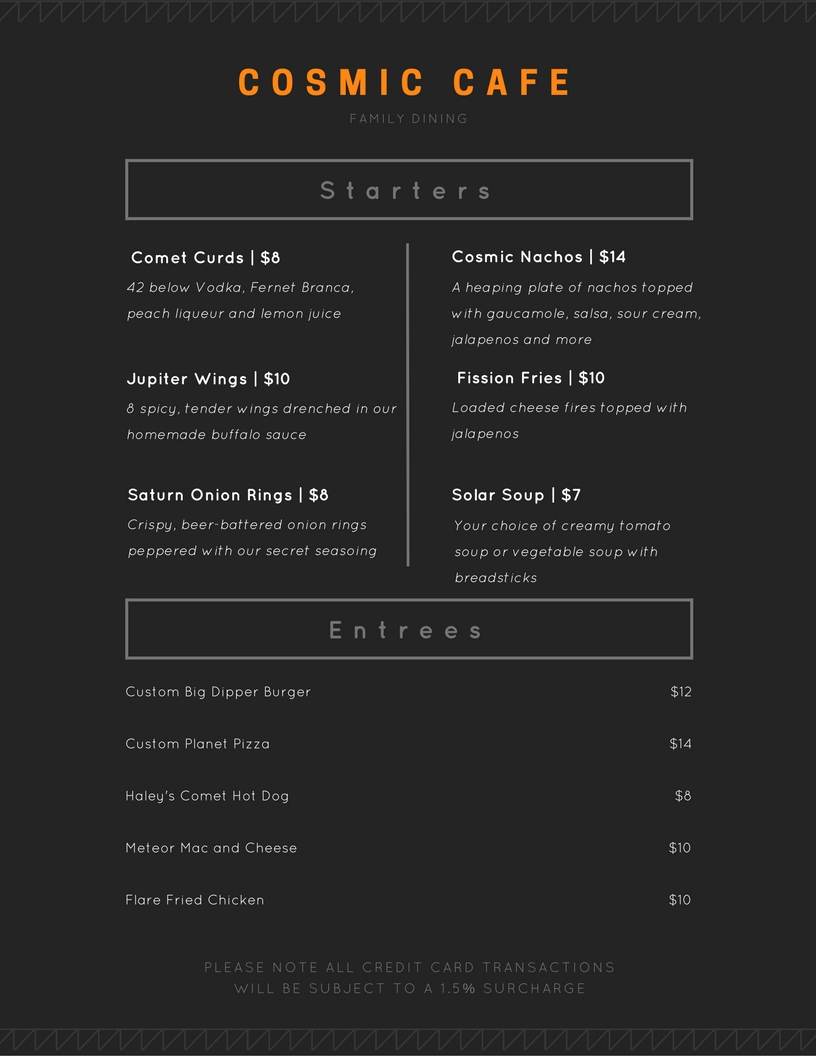 COSMIC CAFE
FAMILY DINING
Starters
Comet Curds | $8
42 below Vodka, Fernet Branca,
peach liqueur and lemon juice
Jupiter Wings | $10
8 spicy, tender wings drenched in our
homemade buffalo sauce
Saturn Onion Rings | $8
Crispy, beer-battered onion rings
peppered with our secret seasoing
Cosmic Nachos | $14
A heaping plate of nachos topped
with gaucamole, salsa, sour cream,
jalapenos and more
Fission Fries | $10
Loaded cheese fires topped with
jalapenos
Solar Soup | $7
Your choice of creamy tomato
soup or vegetable soup with
breadsticks
Entrees
Custom Big Dipper Burger $12
Custom Planet Pizza $14
Haley's Comet Hot Dog $8
Meteor Mac and Cheese $10
Flare Fried Chicken $10
PLEASE NOTE ALL CREDIT CARD TRANSACTIONS
WILL BE SUBJECT TO A 1.5% SURCHARGE